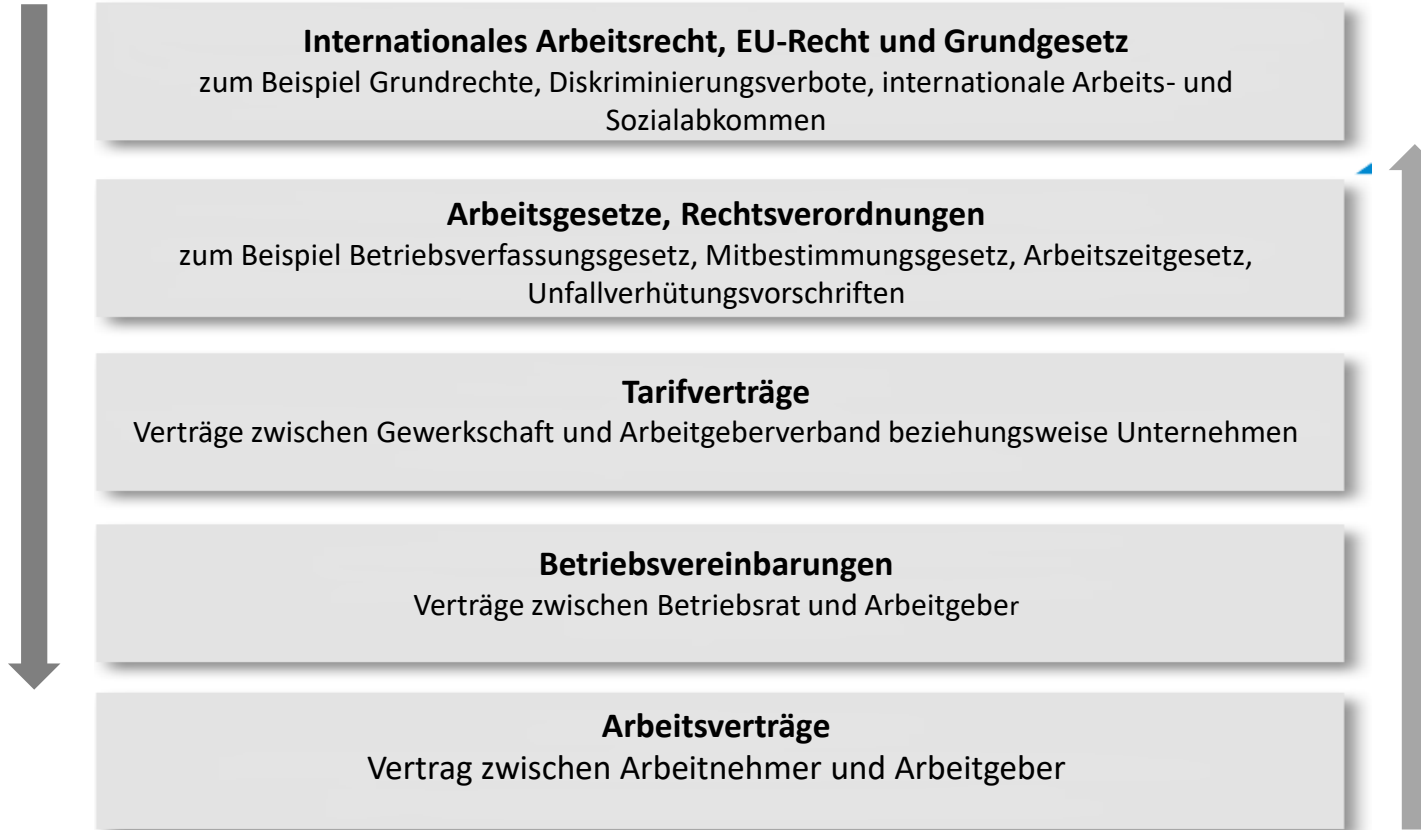 Internationales Arbeitsrecht, EU-Recht und Grundgesetz
zum Beispiel Grundrechte, Diskriminierungsverbote, internationale Arbeits- und
Sozialabkommen
Arbeitsgesetze, Rechtsverordnungen
zum Beispiel Betriebsverfassungsgesetz, Mitbestimmungsgesetz, Arbeitszeitgesetz,
Unfallverhütungsvorschriften
Tarifverträge
Verträge zwischen Gewerkschaft und Arbeitgeberverband beziehungsweise Unternehmen
Betriebsvereinbarungen
Verträge zwischen Betriebsrat und Arbeitgeber
Arbeitsverträge
Vertrag zwischen Arbeitnehmer und Arbeitgeber